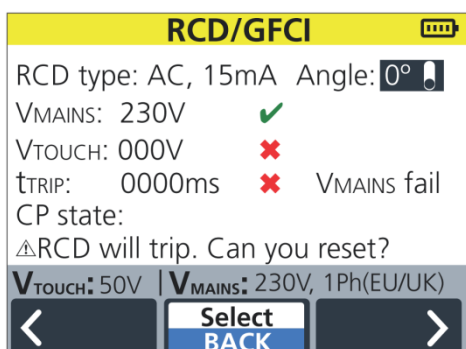 RCD/GFCI
RCD type: AC, 15mA Angle: 0°
VMAINS: 230V ✔
VTOUCH: 000V ✖
tTRIP: 0000ms ✖ VMAINS fail
CP state:
⚠RCD will trip. Can you reset?
VTOUCH: 50V | VMAINS: 230V, 1Ph(EU/UK)
< Select >
BACK